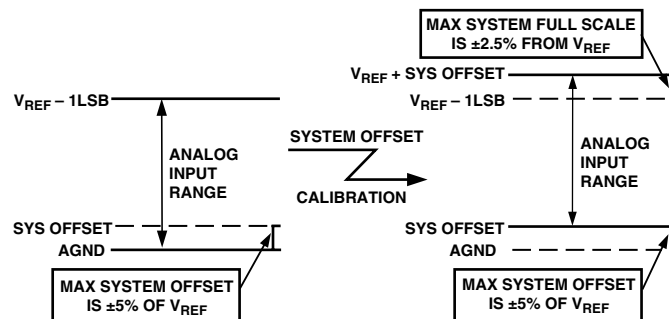 MAX SYSTEM FULL SCALE
IS ±2.5% FROM VREF
VREF + SYS OFFSET
VREF – 1LSB
VREF – 1LSB
SYSTEM OFFSET
CALIBRATION
ANALOG
INPUT
RANGE
ANALOG
INPUT
RANGE
SYS OFFSET
AGND
SYS OFFSET
AGND
MAX SYSTEM OFFSET
IS ±5% OF VREF
MAX SYSTEM OFFSET
IS ±5% OF VREF